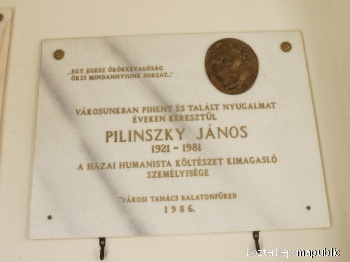 „EGY EGÉSZ ÖRÖKKÉVALÓSÁG
ŐRZI MINDANNYIUNK SORSÁT..."
VÁROSUNKBAN PIHENT ÉS TALÁLT NYUGALMAT
ÉVEKEN KERESZTÜL
PILINSZKY JÁNOS
1921 - 1981
A HAZAI HUMANISTA KÖLTÉSZET KIMAGASLÓ
SZEMÉLYISÉGE
VÁROSI TANÁCS BALATONFÜRED
1986.
mapublic